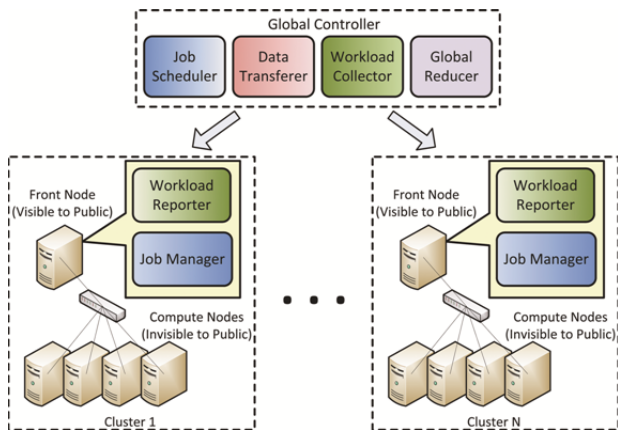 Global Controller
Job
Scheduler
Data
Transferer
Workload
Collector
Global
Reducer
Front Node
(Visible to Public)
Workload
Reporter
Job Manager
Compute Nodes
(Invisible to Public)
Cluster 1
Front Node
(Visible to Public)
Workload
Reporter
Job Manager
Compute Nodes
(Invisible to Public)
Cluster N